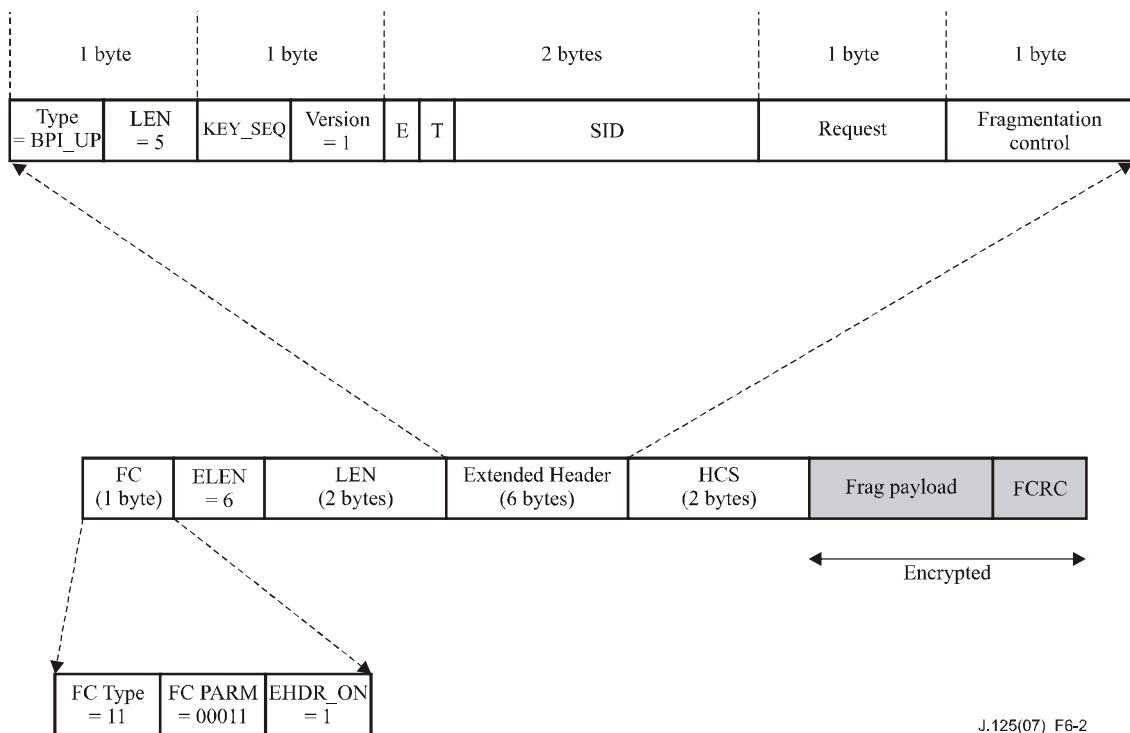 1 byte 1 byte 2 bytes 1 byte 1 byte
Type = BPI_UP
LEN = 5
KEY_SEQ
Version = 1
E
T
SID
Request
Fragmentation control
FC (1 byte)
ELEN = 6
LEN (2 bytes)
Extended Header (6 bytes)
HCS (2 bytes)
Frag payload
FCRC
Encrypted
FC Type = 11
FC PARM = 00011
EHDR_ON = 1
J.125(07)_F6-2